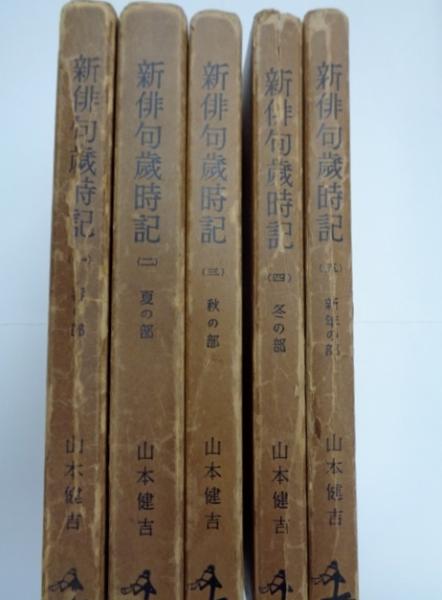 新俳句歳時記
(一)
の部
山本健吉
新俳句歳時記
(二)
夏の部
山本健吉
新俳句歳時記
(三)
秋の部
山本健吉
新俳句歳時記
(四)
冬の部
山本健吉
新俳句歳時記
(五)
新年の部
山本健吉